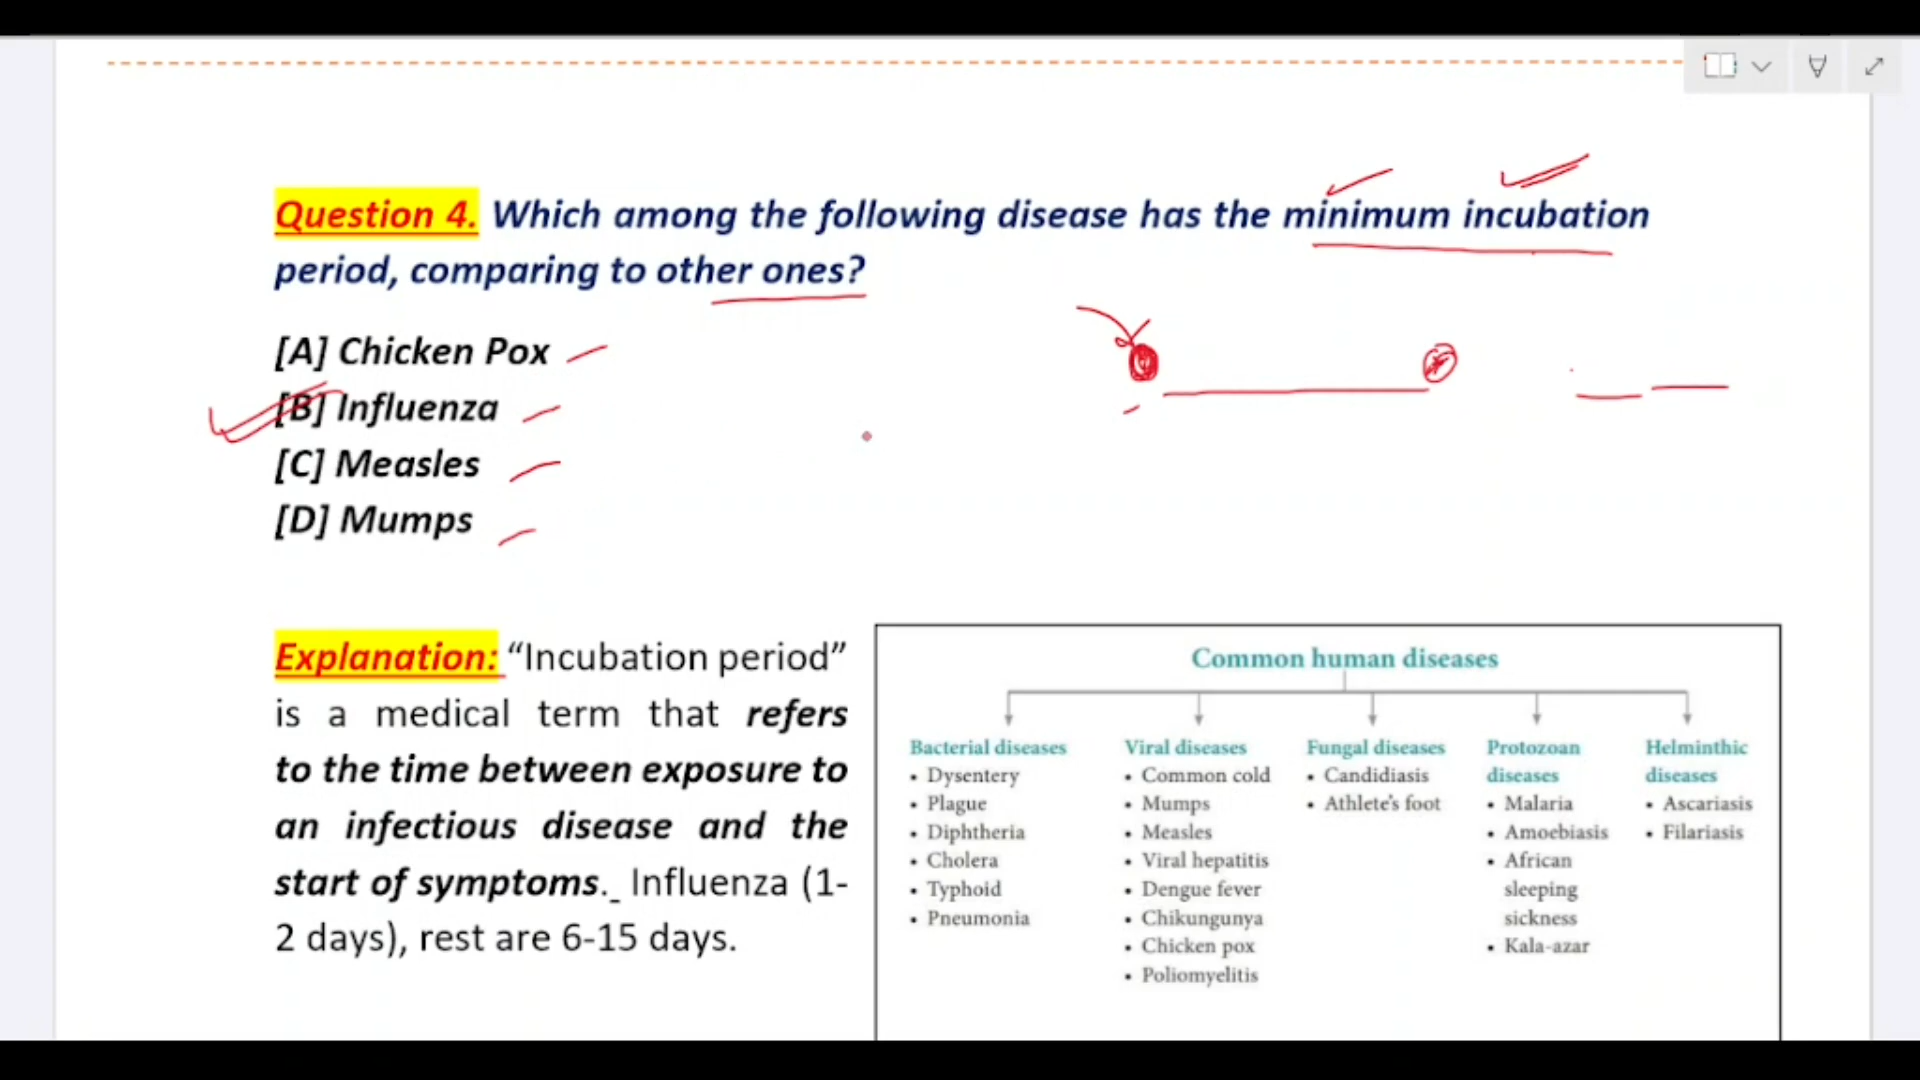 Question 4. Which among the following disease has the minimum incubation
period, comparing to other ones?
[A] Chicken Pox
[B] Influenza
[C] Measles
[D] Mumps
Explanation: “Incubation period”
is a medical term that refers
to the time between exposure to
an infectious disease and the
start of symptoms. Influenza (1-
2 days), rest are 6-15 days.
Common human diseases
Bacterial diseases
• Dysentery
• Plague
• Diphtheria
• Cholera
• Typhoid
• Pneumonia
Viral diseases
• Common cold
• Mumps
• Measles
• Viral hepatitis
• Dengue fever
• Chikungunya
• Chicken pox
• Poliomyelitis
Fungal diseases
• Candidiasis
• Athlete’s foot
Protozoan
diseases
• Malaria
• Amoebiasis
• African
sleeping
sickness
• Kala-azar
Helminthic
diseases
• Ascariasis
• Filariasis